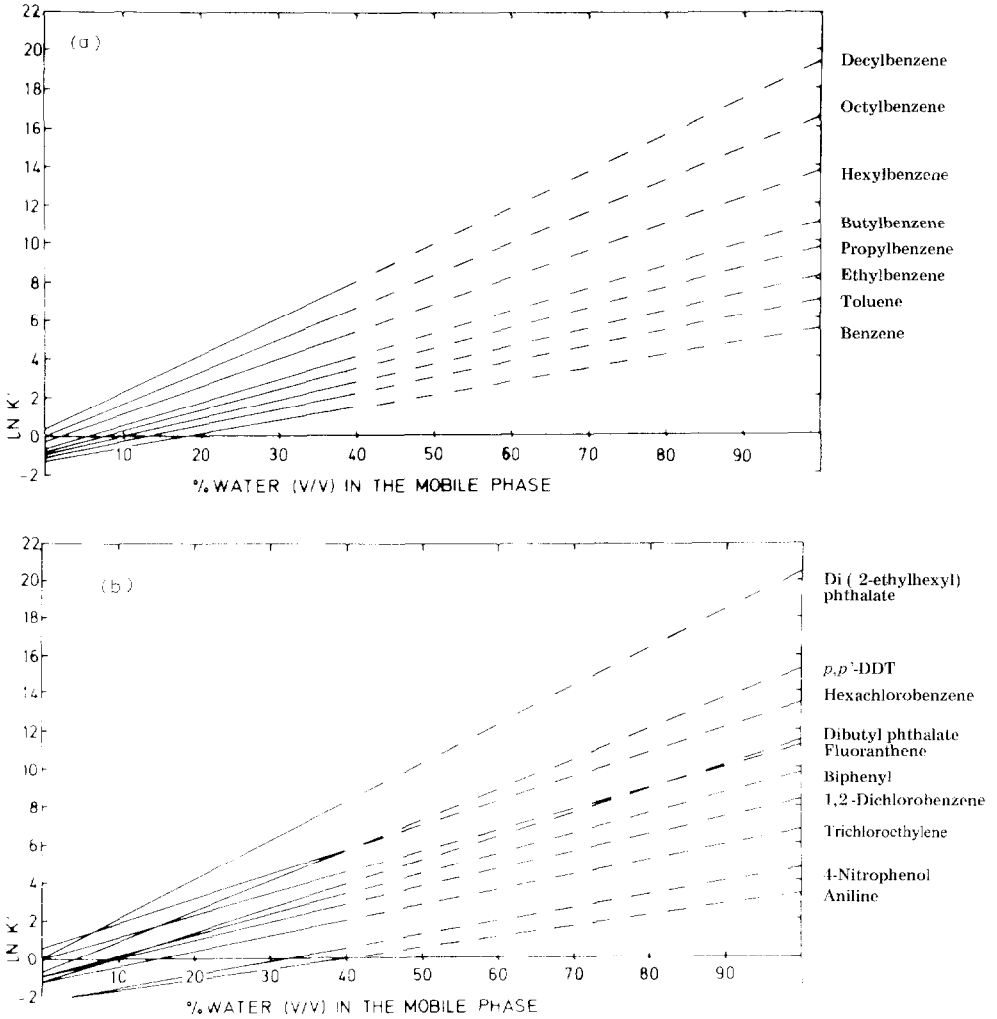 22
(a)
20
18
16
14
12
10
8
6
4
2
0
-2
LN K'
10 20 30 40 50 60 70 80 90
% WATER (V/V) IN THE MOBILE PHASE
Decylbenzene
Octylbenzene
Hexylbenzene
Butylbenzene
Propylbenzene
Ethylbenzene
Toluene
Benzene
22
(b)
20
18
16
14
12
10
8
6
4
2
0
-2
LN K'
10 20 30 40 50 60 70 80 90
% WATER (V/V) IN THE MOBILE PHASE
Di ( 2-ethylhexyl)
phthalate
p,p'-DDT
Hexachlorobenzene
Dibutyl phthalate
Fluoranthene
Biphenyl
1,2-Dichlorobenzene
Trichloroethylene
4-Nitrophenol
Aniline